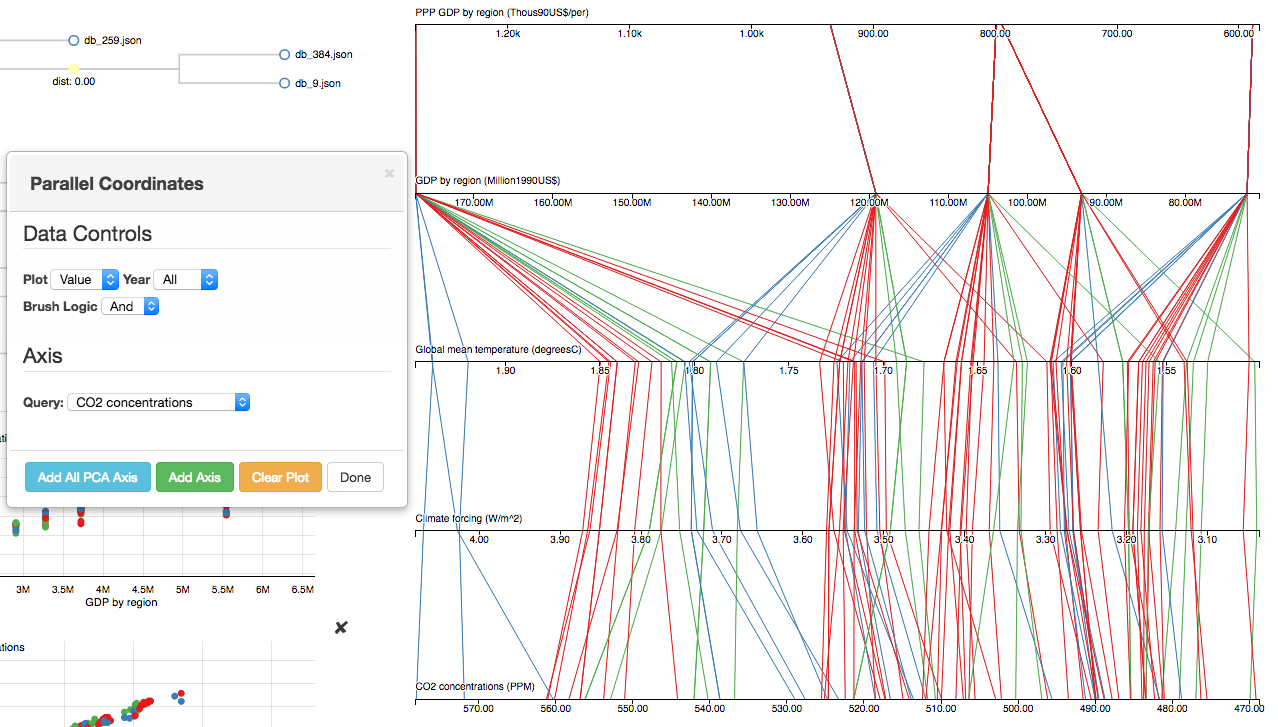 db_259.json
db_384.json
dist: 0.00
db_9.json
Parallel Coordinates
×
Data Controls
Plot Value Year All
Brush Logic And
Axis
Query: CO2 concentrations
Add All PCA Axis Add Axis Clear Plot Done
3M 3.5M 4M 4.5M 5M 5.5M 6M 6.5M
GDP by region
tions
PPP GDP by region (Thous90US$/per)
1.20k 1.10k 1.00k 900.00 800.00 700.00 600.00
GDP by region (Million1990US$)
170.00M 160.00M 150.00M 140.00M 130.00M 120.00M 110.00M 100.00M 90.00M 80.00M
Global mean temperature (degreesC)
1.90 1.85 1.80 1.75 1.70 1.65 1.60 1.55
Climate forcing (W/m^2)
4.00 3.90 3.80 3.70 3.60 3.50 3.40 3.30 3.20 3.10
CO2 concentrations (PPM)
570.00 560.00 550.00 540.00 530.00 520.00 510.00 500.00 490.00 480.00 470.00